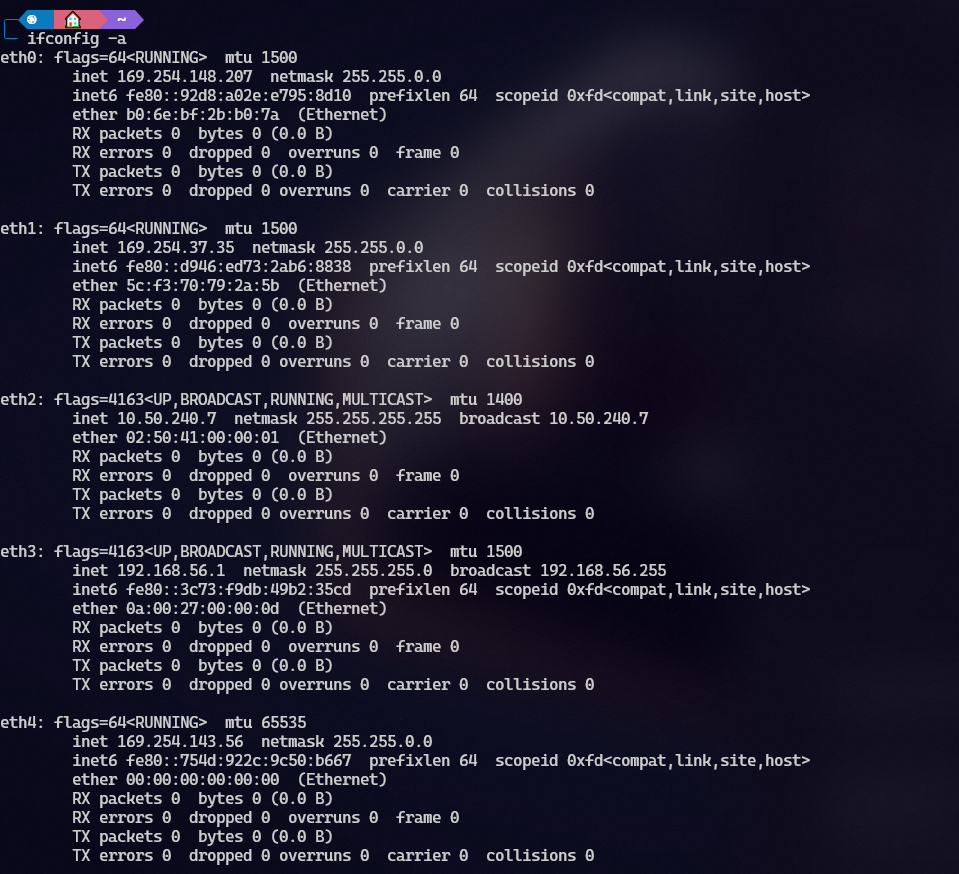 ~
ifconfig -a
eth0: flags=64<RUNNING>  mtu 1500
        inet 169.254.148.207  netmask 255.255.0.0
        inet6 fe80::92d8:a02e:e795:8d10  prefixlen 64  scopeid 0xfd<compat,link,site,host>
        ether b0:6e:bf:2b:b0:7a  (Ethernet)
        RX packets 0  bytes 0 (0.0 B)
        RX errors 0  dropped 0  overruns 0  frame 0
        TX packets 0  bytes 0 (0.0 B)
        TX errors 0  dropped 0 overruns 0  carrier 0  collisions 0

eth1: flags=64<RUNNING>  mtu 1500
        inet 169.254.37.35  netmask 255.255.0.0
        inet6 fe80::d946:ed73:2ab6:8838  prefixlen 64  scopeid 0xfd<compat,link,site,host>
        ether 5c:f3:70:79:2a:5b  (Ethernet)
        RX packets 0  bytes 0 (0.0 B)
        RX errors 0  dropped 0  overruns 0  frame 0
        TX packets 0  bytes 0 (0.0 B)
        TX errors 0  dropped 0 overruns 0  carrier 0  collisions 0

eth2: flags=4163<UP,BROADCAST,RUNNING,MULTICAST>  mtu 1400
        inet 10.50.240.7  netmask 255.255.255.255  broadcast 10.50.240.7
        ether 02:50:41:00:00:01  (Ethernet)
        RX packets 0  bytes 0 (0.0 B)
        RX errors 0  dropped 0  overruns 0  frame 0
        TX packets 0  bytes 0 (0.0 B)
        TX errors 0  dropped 0 overruns 0  carrier 0  collisions 0

eth3: flags=4163<UP,BROADCAST,RUNNING,MULTICAST>  mtu 1500
        inet 192.168.56.1  netmask 255.255.255.0  broadcast 192.168.56.255
        inet6 fe80::3c73:f9db:49b2:35cd  prefixlen 64  scopeid 0xfd<compat,link,site,host>
        ether 0a:00:27:00:00:0d  (Ethernet)
        RX packets 0  bytes 0 (0.0 B)
        RX errors 0  dropped 0  overruns 0  frame 0
        TX packets 0  bytes 0 (0.0 B)
        TX errors 0  dropped 0 overruns 0  carrier 0  collisions 0

eth4: flags=64<RUNNING>  mtu 65535
        inet 169.254.143.56  netmask 255.255.0.0
        inet6 fe80::754d:922c:9c50:b667  prefixlen 64  scopeid 0xfd<compat,link,site,host>
        ether 00:00:00:00:00:00  (Ethernet)
        RX packets 0  bytes 0 (0.0 B)
        RX errors 0  dropped 0  overruns 0  frame 0
        TX packets 0  bytes 0 (0.0 B)
        TX errors 0  dropped 0 overruns 0  carrier 0  collisions 0